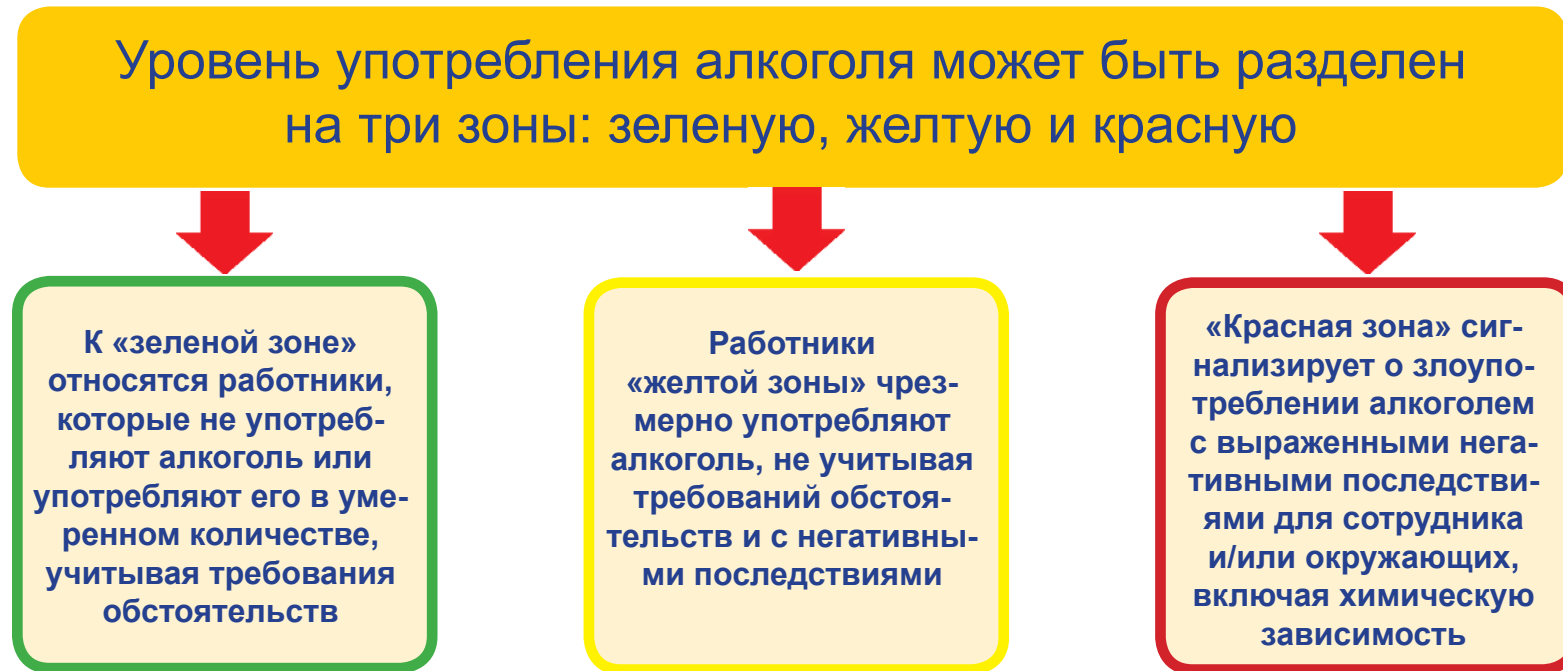 Уровень употребления алкоголя может быть разделен
на три зоны: зеленую, желтую и красную
К «зеленой зоне»
относятся работники,
которые не употреб-
ляют алкоголь или
употребляют его в уме-
ренном количестве,
учитывая требования
обстоятельств
Работники
«желтой зоны» чрез-
мерно употребляют
алкоголь, не учитывая
требований обстоя-
тельств и с негативны-
ми последствиями
«Красная зона» сиг-
нализирует о злоупо-
треблении алкоголем
с выраженными нега-
тивными последстви-
ями для сотрудника
и/или окружающих,
включая химическую
зависимость